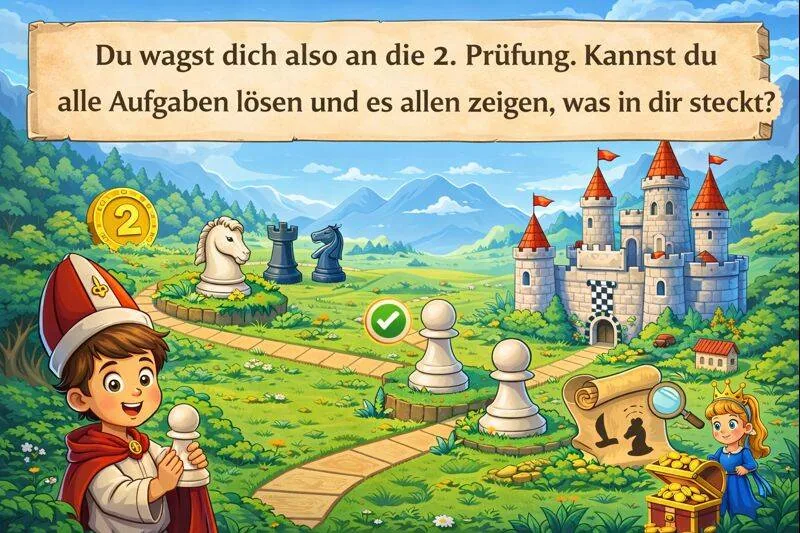 Du wagst dich also an die 2. Prüfung. Kannst du
alle Aufgaben lösen und es allen zeigen, was in dir steckt?
2